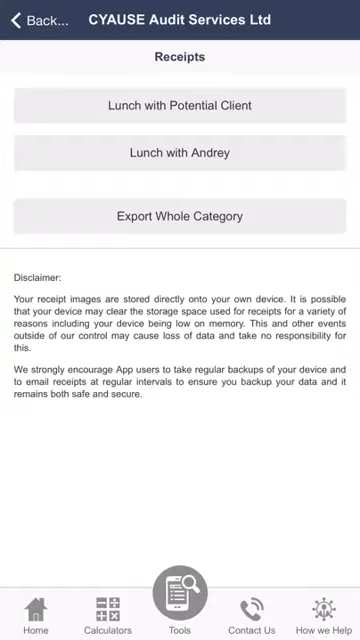 Back... CYAUSE Audit Services Ltd
Receipts
Lunch with Potential Client
Lunch with Andrey
Export Whole Category
Disclaimer:
Your receipt images are stored directly onto your own device. It is possible
that your device may clear the storage space used for receipts for a variety of
reasons including your device being low on memory. This and other events
outside of our control may cause loss of data and take no responsibility for
this.
We strongly encourage App users to take regular backups of your device and
to email receipts at regular intervals to ensure you backup your data and it
remains both safe and secure.
Home Calculators Tools Contact Us How we Help